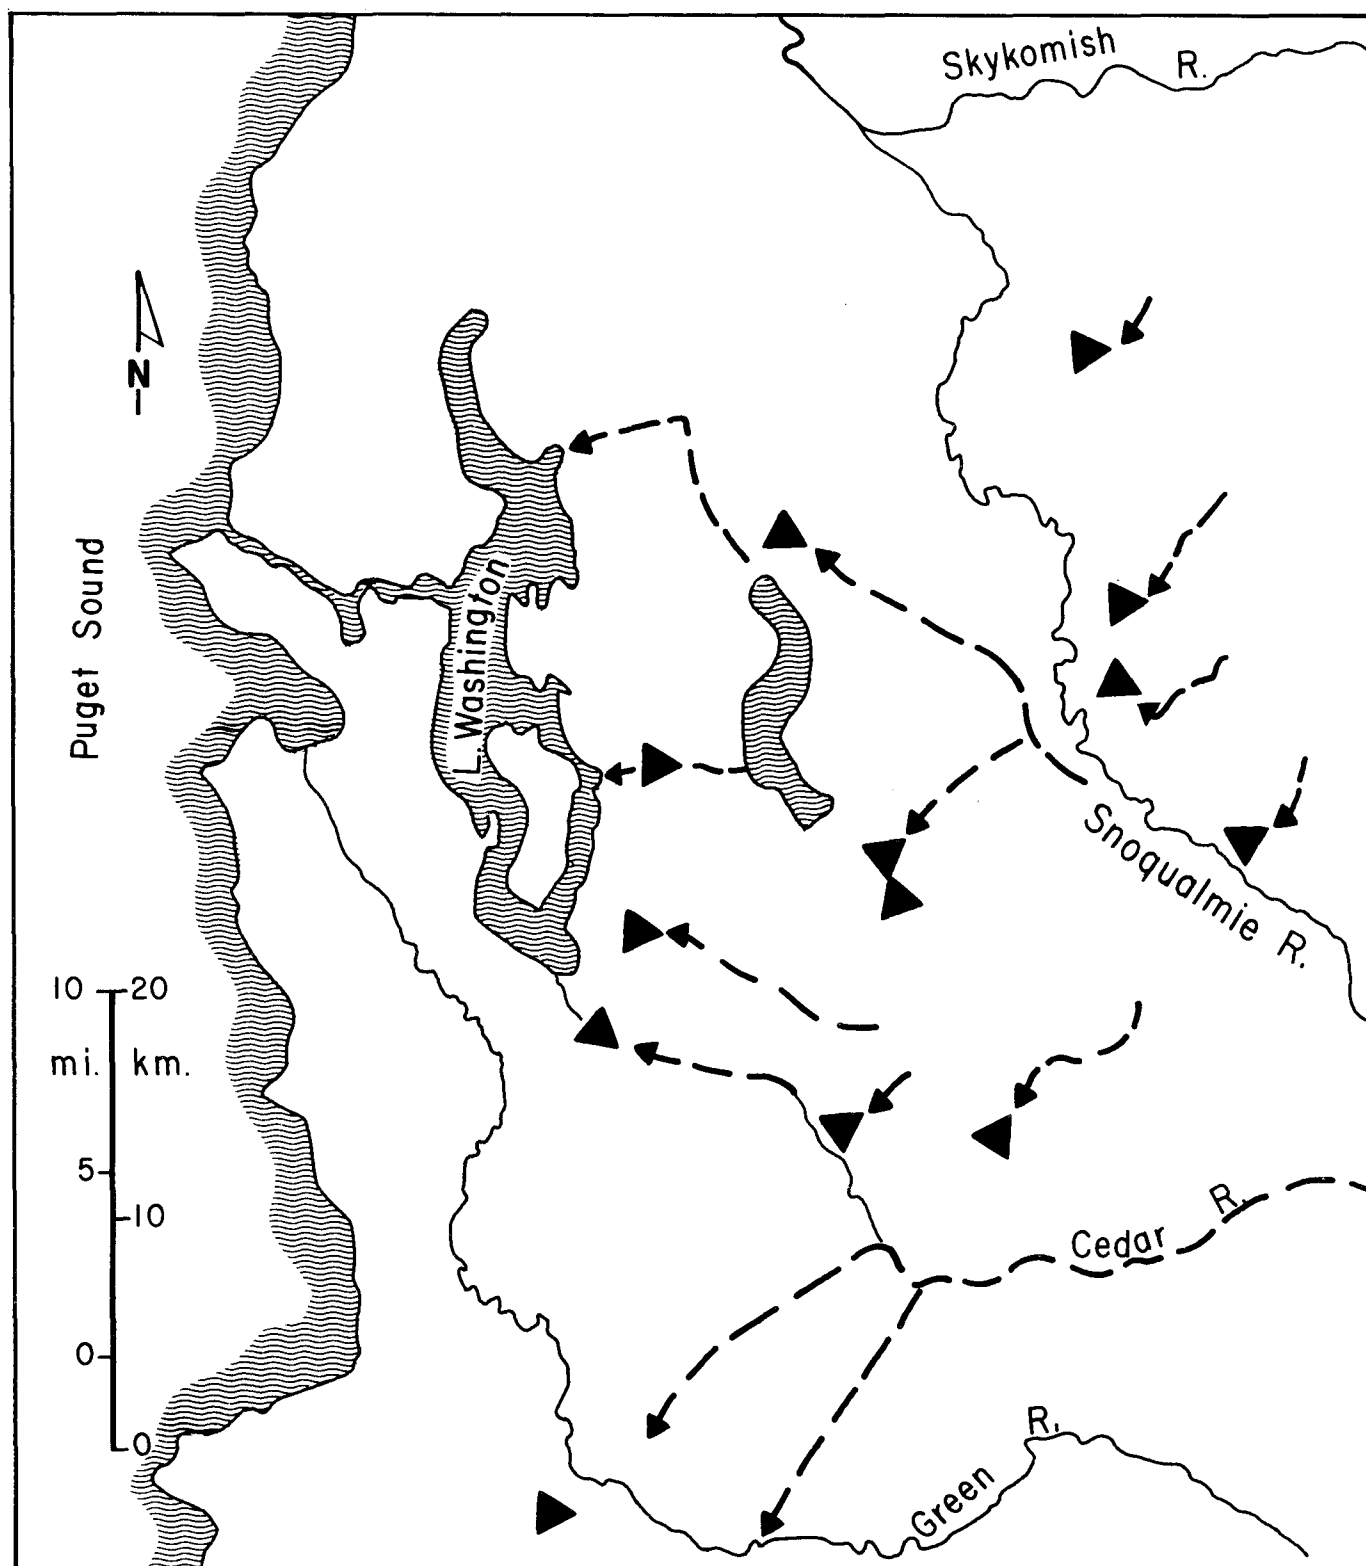 Skykomish R.
N
Puget Sound
L. Washington
Snoqualmie R.
10 20
mi. km.
5
10
0
0
Cedar R.
Green R.